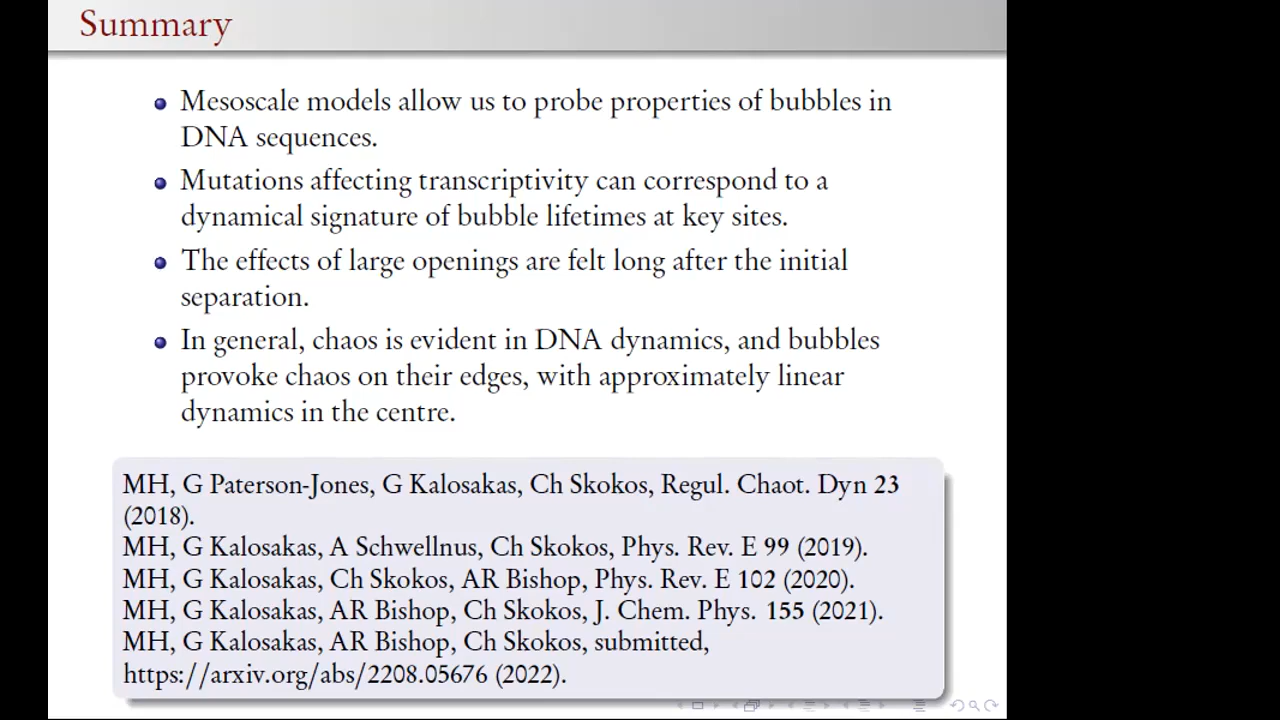 Summary
Mesoscale models allow us to probe properties of bubbles in
DNA sequences.
Mutations affecting transcriptivity can correspond to a
dynamical signature of bubble lifetimes at key sites.
The effects of large openings are felt long after the initial
separation.
In general, chaos is evident in DNA dynamics, and bubbles
provoke chaos on their edges, with approximately linear
dynamics in the centre.
MH, G Paterson-Jones, G Kalosakas, Ch Skokos, Regul. Chaot. Dyn 23
(2018).
MH, G Kalosakas, A Schwellnus, Ch Skokos, Phys. Rev. E 99 (2019).
MH, G Kalosakas, Ch Skokos, AR Bishop, Phys. Rev. E 102 (2020).
MH, G Kalosakas, AR Bishop, Ch Skokos, J. Chem. Phys. 155 (2021).
MH, G Kalosakas, AR Bishop, Ch Skokos, submitted,
https://arxiv.org/abs/2208.05676 (2022).